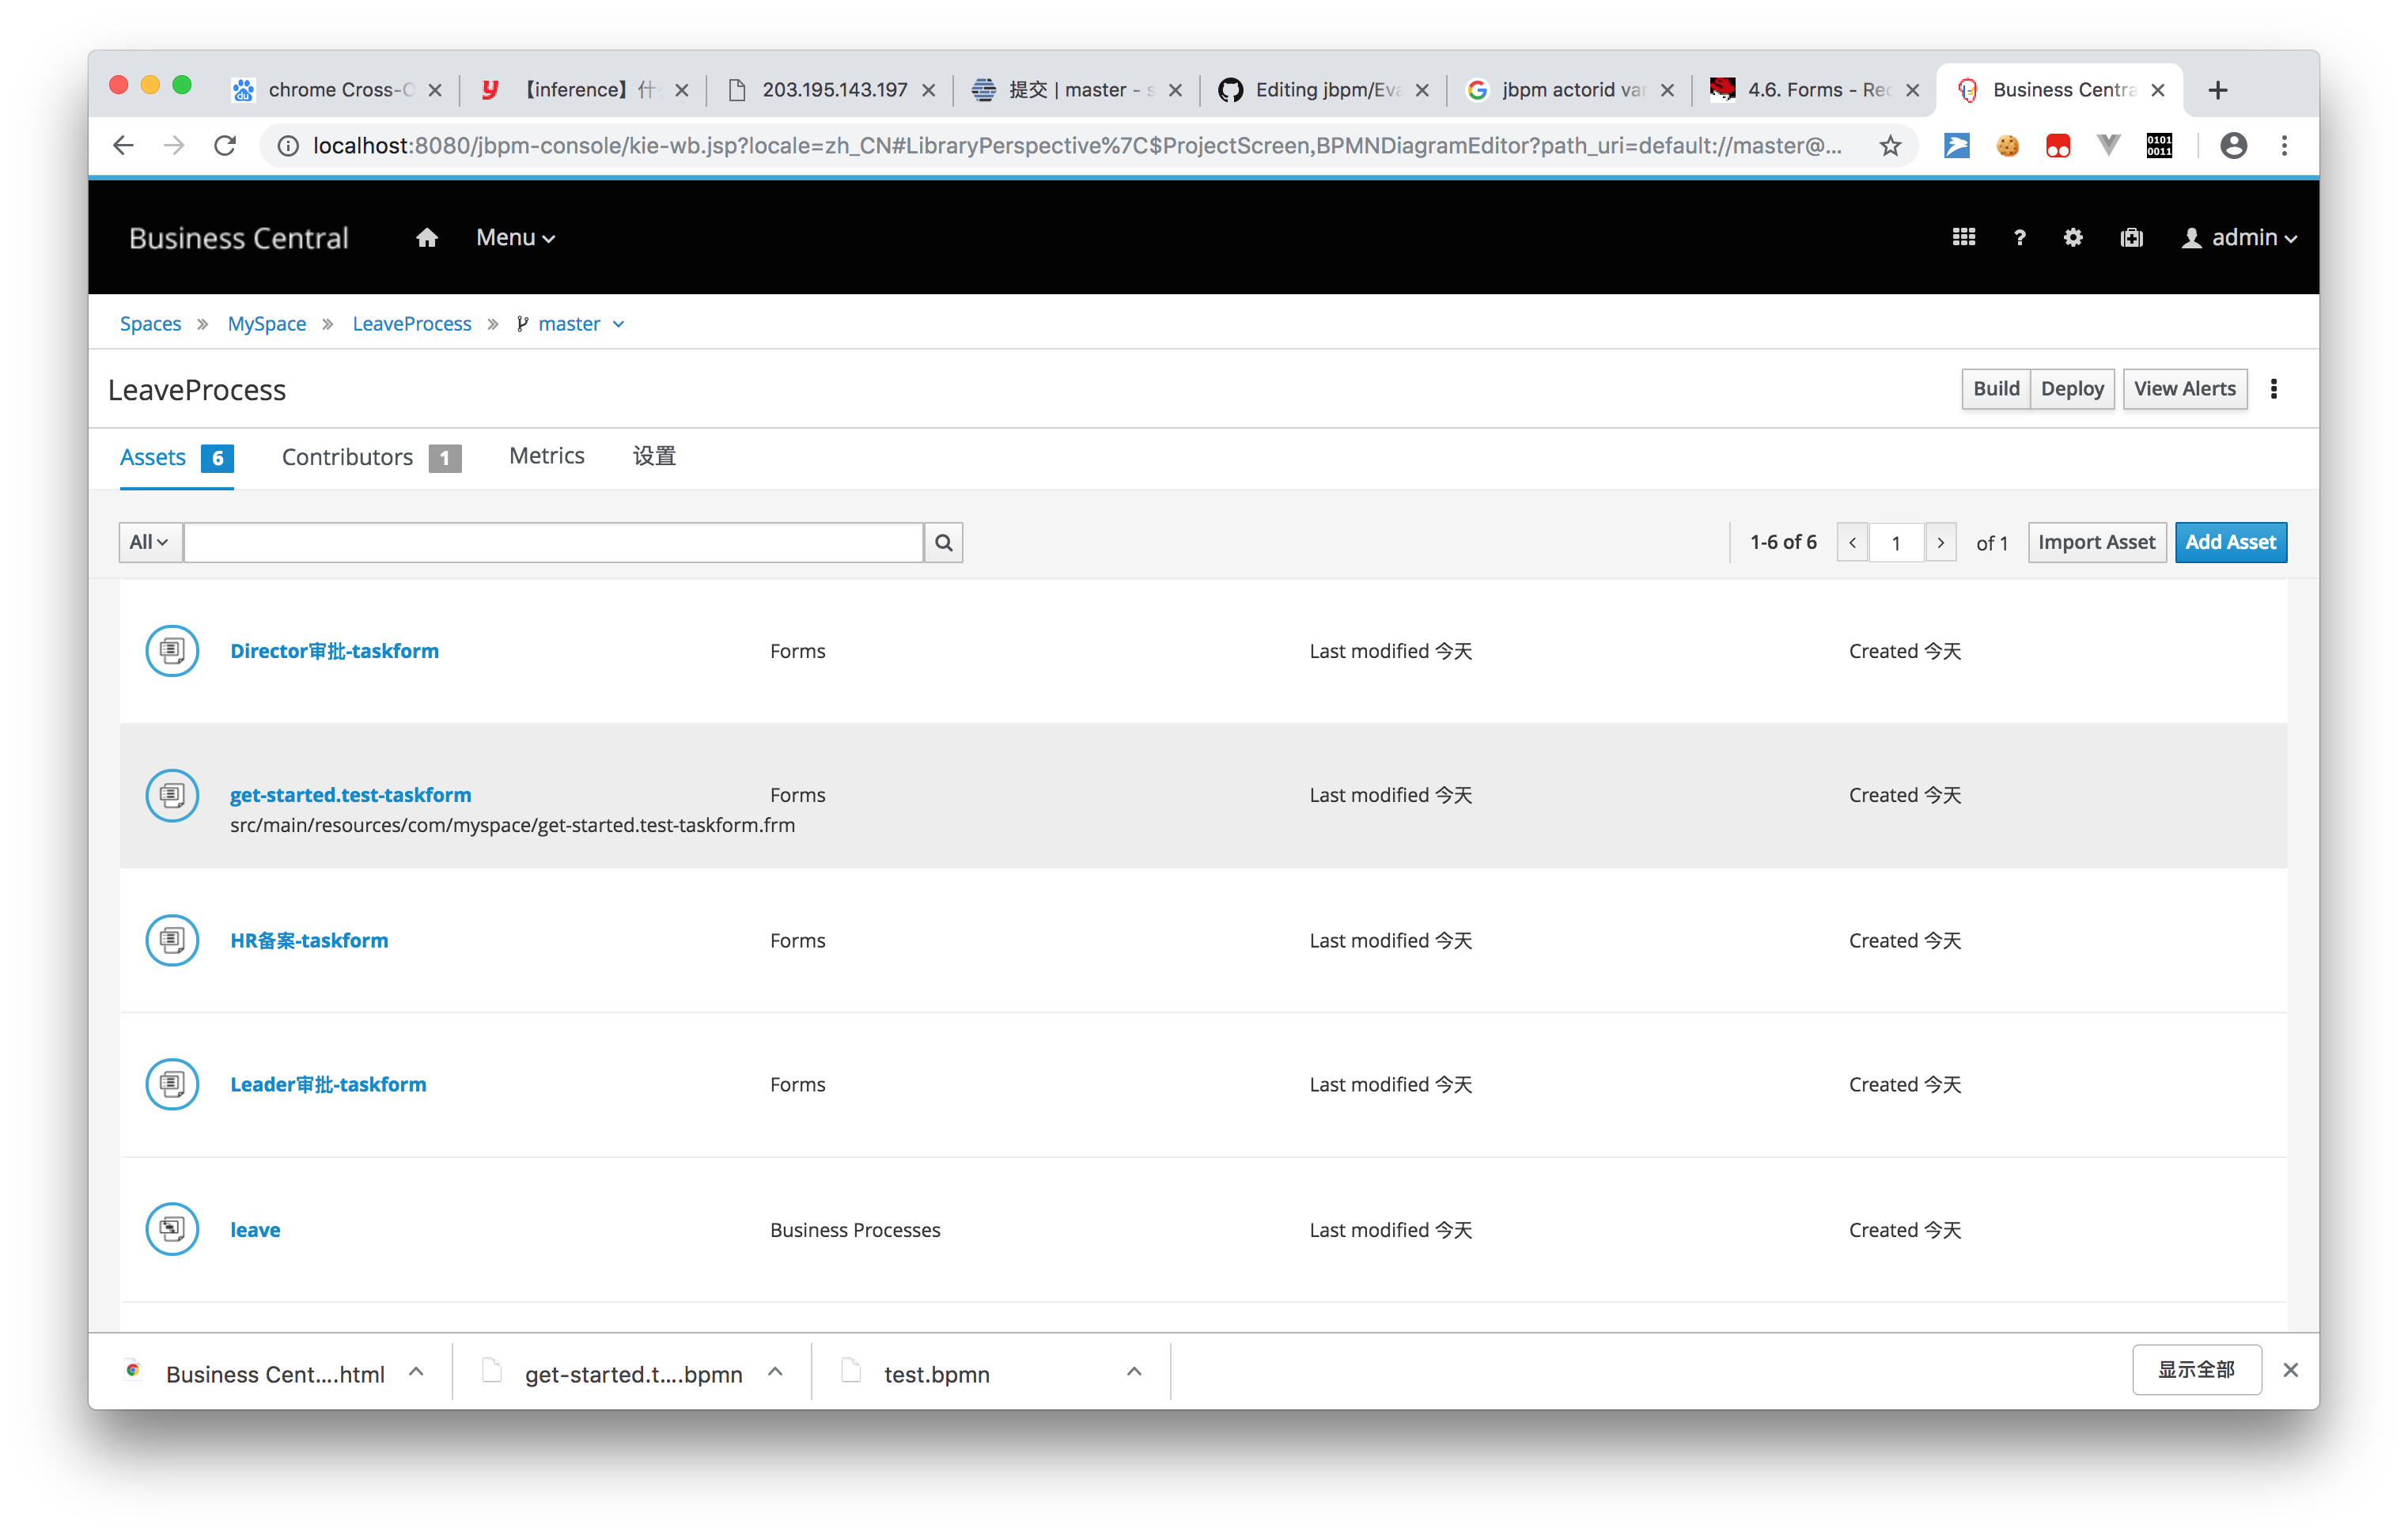 chrome Cross-O
【inference】什
203.195.143.197
提交 | master - s
Editing jbpm/Eva
jbpm actorid var
4.6. Forms - Red
Business Centra
localhost:8080/jbpm-console/kie-wb.jsp?locale=zh_CN#LibraryPerspective%7C$ProjectScreen,BPMNDiagramEditor?path_uri=default://master@...
0101
0011
Business Central
Menu
admin
Spaces » MySpace » LeaveProcess » master
LeaveProcess
Build
Deploy
View Alerts
Assets 6
Contributors 1
Metrics
设置
All
1-6 of 6
1
of 1
Import Asset
Add Asset
Director审批-taskform Forms Last modified 今天 Created 今天
get-started.test-taskform Forms Last modified 今天 Created 今天
src/main/resources/com/myspace/get-started.test-taskform.frm
HR备案-taskform Forms Last modified 今天 Created 今天
Leader审批-taskform Forms Last modified 今天 Created 今天
leave Business Processes Last modified 今天 Created 今天
Business Cent....html
get-started.t....bpmn
test.bpmn
显示全部